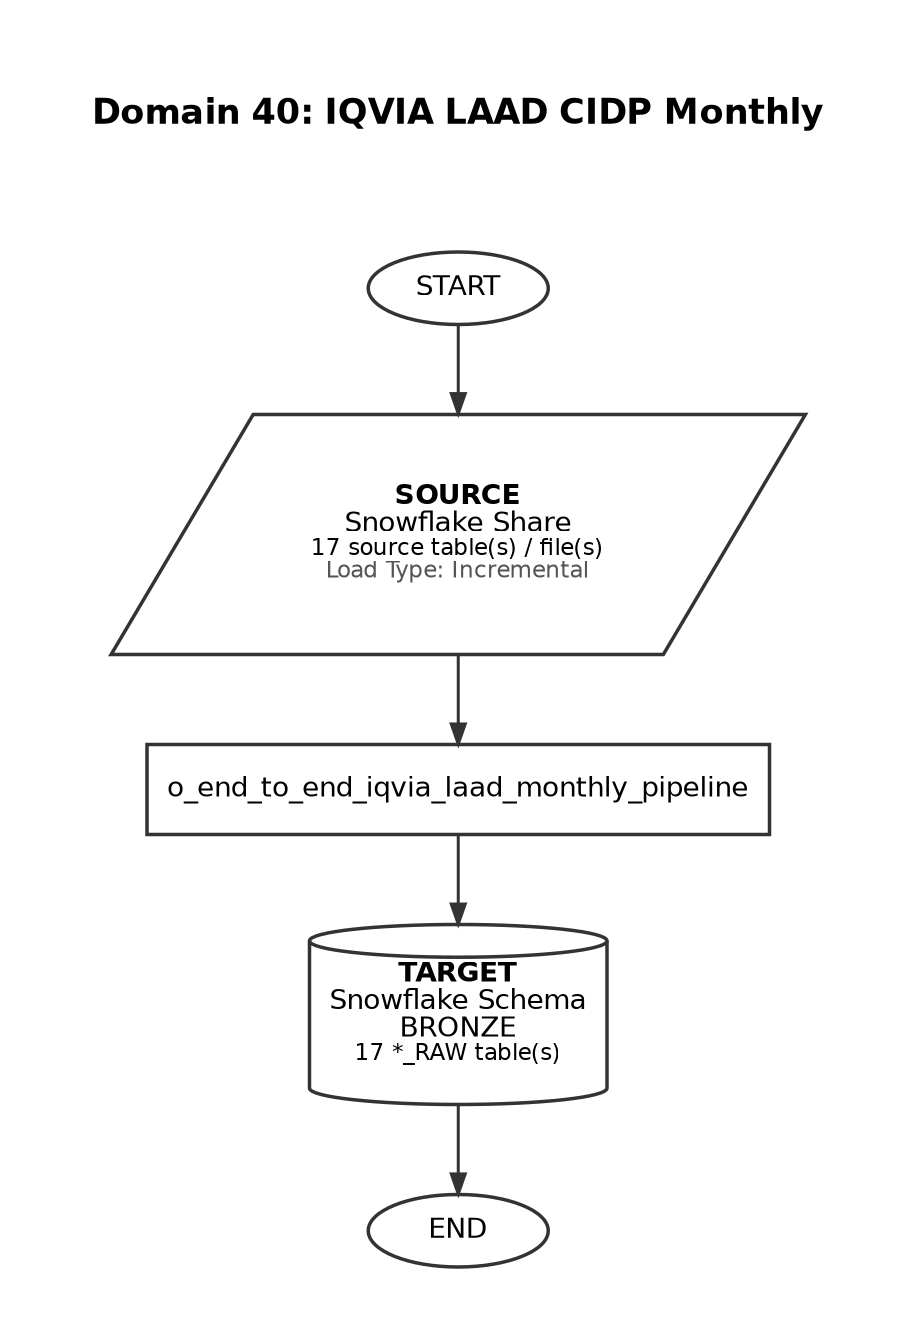 Domain 40: IQVIA LAAD CIDP Monthly
START
SOURCE
Snowflake Share
17 source table(s) / file(s)
Load Type: Incremental
o_end_to_end_iqvia_laad_monthly_pipeline
TARGET
Snowflake Schema
BRONZE
17 *_RAW table(s)
END